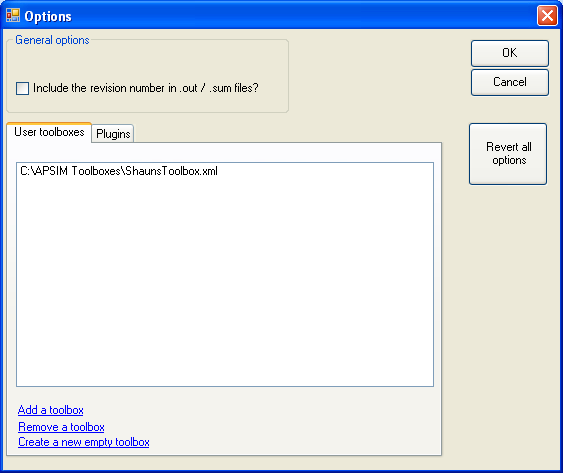 Options
General options
OK
Include the revision number in .out / .sum files?
Cancel
User toolboxes
Plugins
Revert all
options
C:\APSIM Toolboxes\ShaunsToolbox.xml
Add a toolbox
Remove a toolbox
Create a new empty toolbox